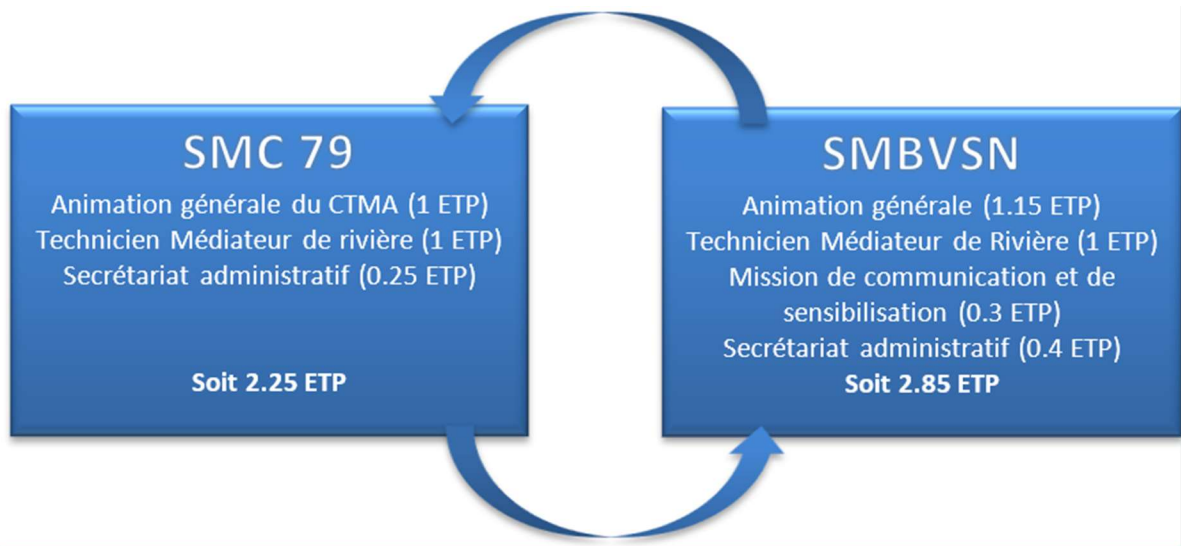 SMC 79
Animation générale du CTMA (1 ETP)
Technicien Médiateur de rivière (1 ETP)
Secrétariat administratif (0.25 ETP)
Soit 2.25 ETP
SMBVSN
Animation générale (1.15 ETP)
Technicien Médiateur de Rivière (1 ETP)
Mission de communication et de
sensibilisation (0.3 ETP)
Secrétariat administratif (0.4 ETP)
Soit 2.85 ETP